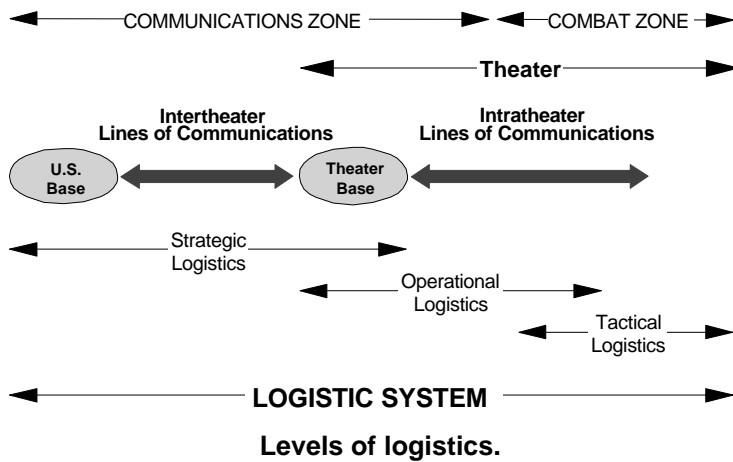 COMMUNICATIONS ZONE
COMBAT ZONE
Theater
Intertheater
Lines of Communications
Intratheater
Lines of Communications
U.S.
Base
Theater
Base
Strategic
Logistics
Operational
Logistics
Tactical
Logistics
LOGISTIC SYSTEM
Levels of logistics.